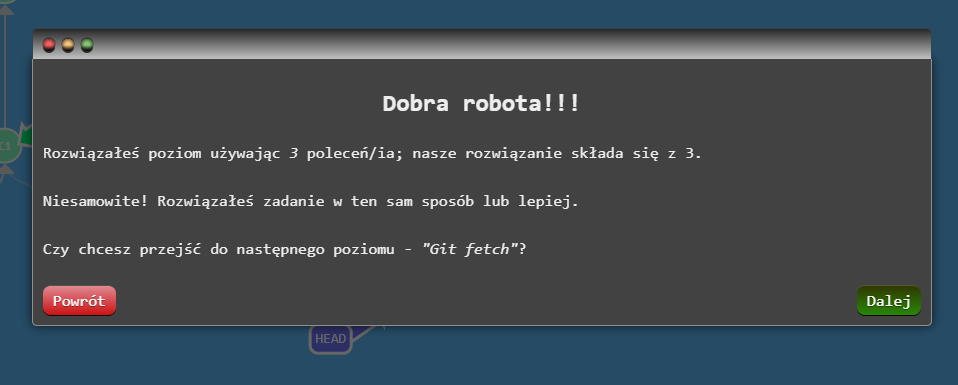 Dobra robota!!!
Rozwiązałeś poziom używając 3 poleceń/ia; nasze rozwiązanie składa się z 3.
Niesamowite! Rozwiązałeś zadanie w ten sam sposób lub lepiej.
Czy chcesz przejść do następnego poziomu - "Git fetch"?
Powrót
Dalej
C1
HEAD